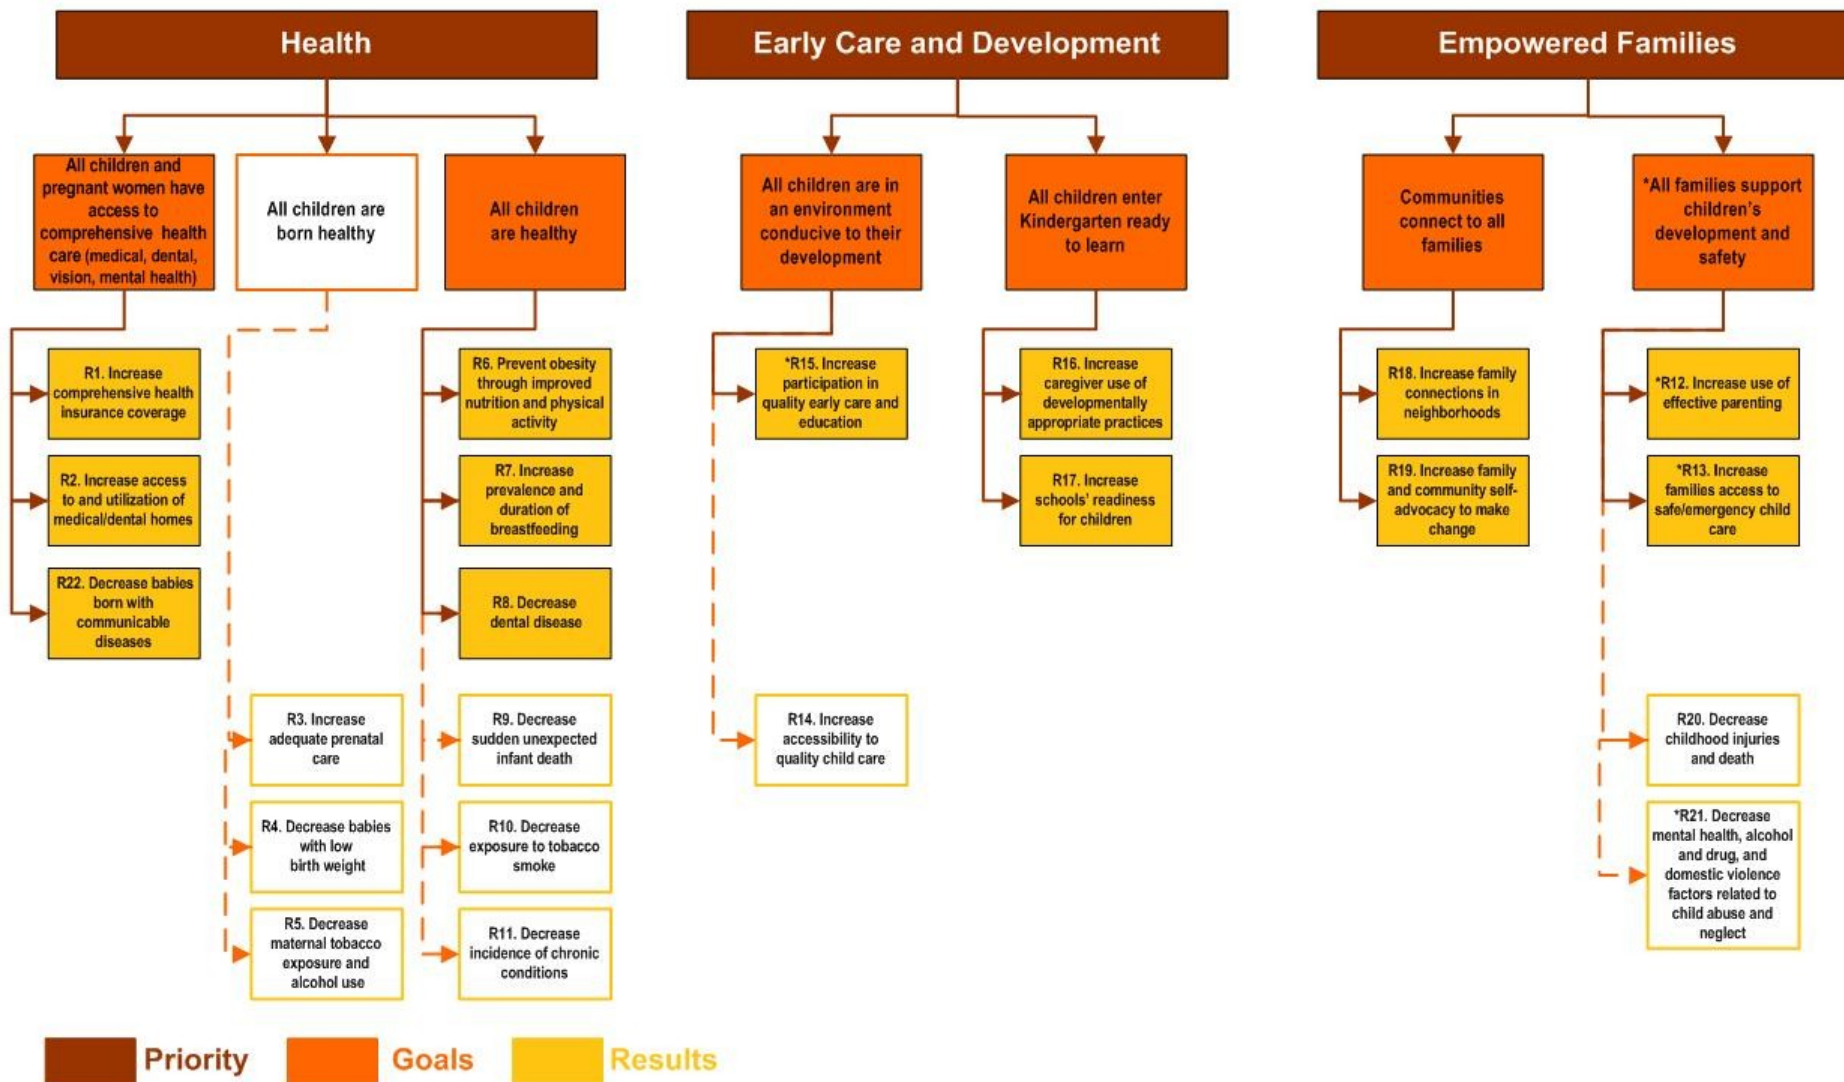 Health
Early Care and Development
Empowered Families
All children and
pregnant women have
access to
comprehensive health
care (medical, dental,
vision, mental health)
All children are
born healthy
All children
are healthy
All children are in
an environment
conducive to their
development
All children enter
Kindergarten ready
to learn
Communities
connect to all
families
*All families support
children's
development and
safety
R1. Increase
comprehensive health
insurance coverage
R6. Prevent obesity
through improved
nutrition and physical
activity
*R15. Increase
participation in
quality early care and
education
R16. Increase
caregiver use of
developmentally
appropriate practices
R18. Increase family
connections in
neighborhoods
*R12. Increase use of
effective parenting
R2. Increase access
to and utilization of
medical/dental homes
R7. Increase
prevalence and
duration of
breastfeeding
R17. Increase
schools' readiness
for children
R19. Increase family
and community self-
advocacy to make
change
*R13. Increase
families access to
safe/emergency child
care
R22. Decrease babies
born with
communicable
diseases
R8. Decrease
dental disease
R3. Increase
adequate prenatal
care
R9. Decrease
sudden unexpected
infant death
R14. Increase
accessibility to
quality child care
R20. Decrease
childhood injuries
and death
R4. Decrease babies
with low
birth weight
R10. Decrease
exposure to tobacco
smoke
*R21. Decrease
mental health, alcohol
and drug, and
domestic violence
factors related to
child abuse and
neglect
R5. Decrease
maternal tobacco
exposure and
alcohol use
R11. Decrease
incidence of chronic
conditions
Priority
Goals
Results